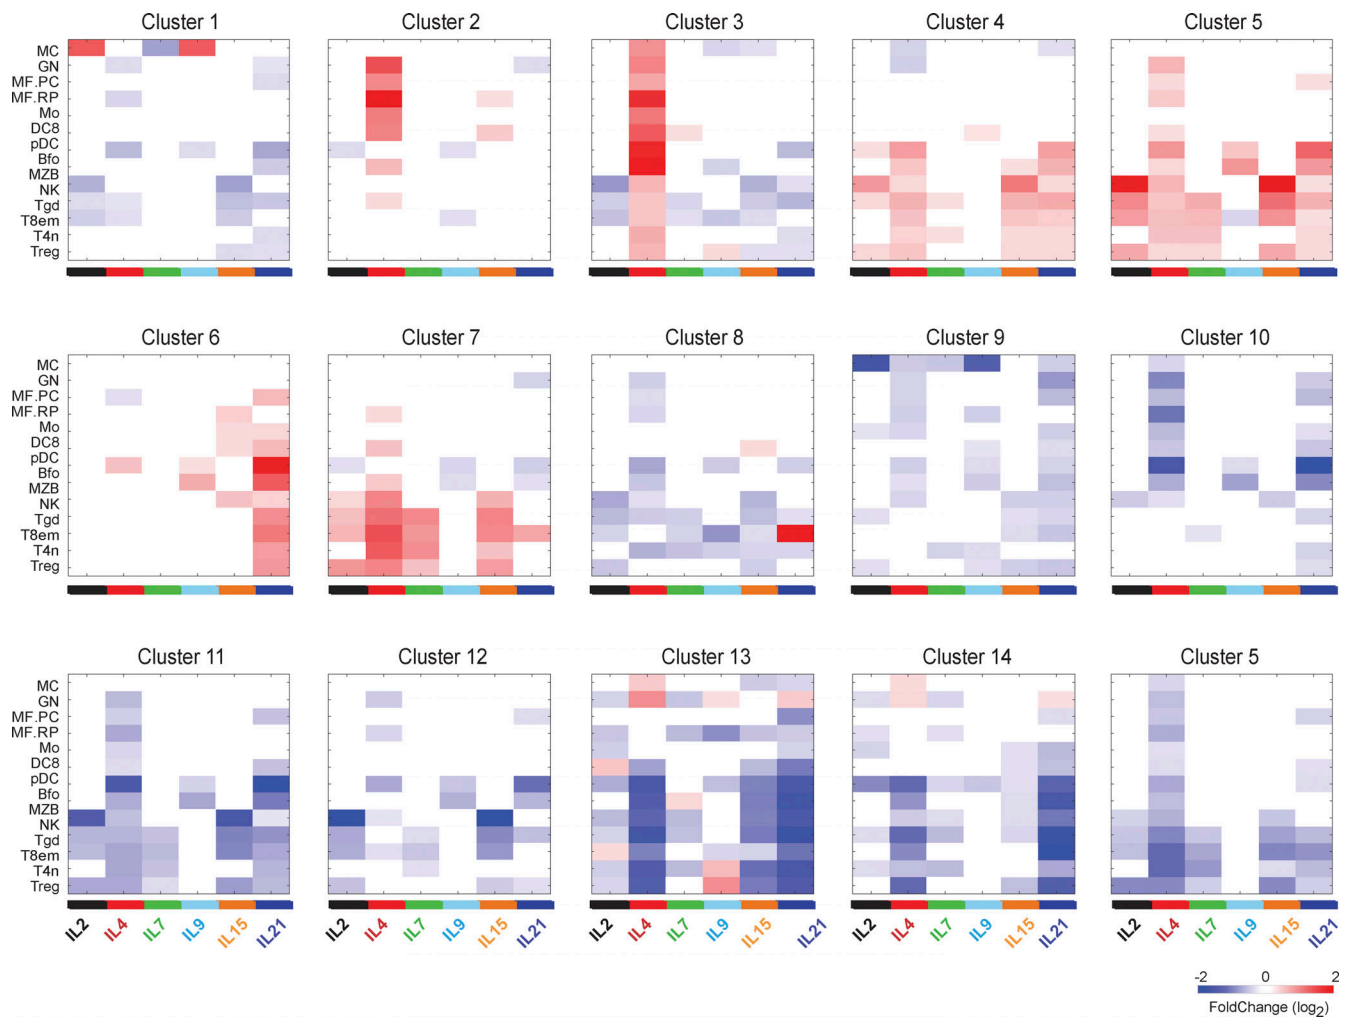 Cluster 1 Cluster 2 Cluster 3 Cluster 4 Cluster 5
MC
GN
MF.PC
MF.RP
Mo
DC8
pDC
Bfo
MZB
NK
Tgd
T8em
T4n
Treg
Cluster 6 Cluster 7 Cluster 8 Cluster 9 Cluster 10
MC
GN
MF.PC
MF.RP
Mo
DC8
pDC
Bfo
MZB
NK
Tgd
T8em
T4n
Treg
Cluster 11 Cluster 12 Cluster 13 Cluster 14 Cluster 5
MC
GN
MF.PC
MF.RP
Mo
DC8
pDC
Bfo
MZB
NK
Tgd
T8em
T4n
Treg
IL2 IL4 IL7 IL9 IL15 IL21 IL2 IL4 IL7 IL9 IL15 IL21 IL2 IL4 IL7 IL9 IL15 IL21 IL2 IL4 IL7 IL9 IL15 IL21 IL2 IL4 IL7 IL9 IL15 IL21
-2 0 2
FoldChange (log2)